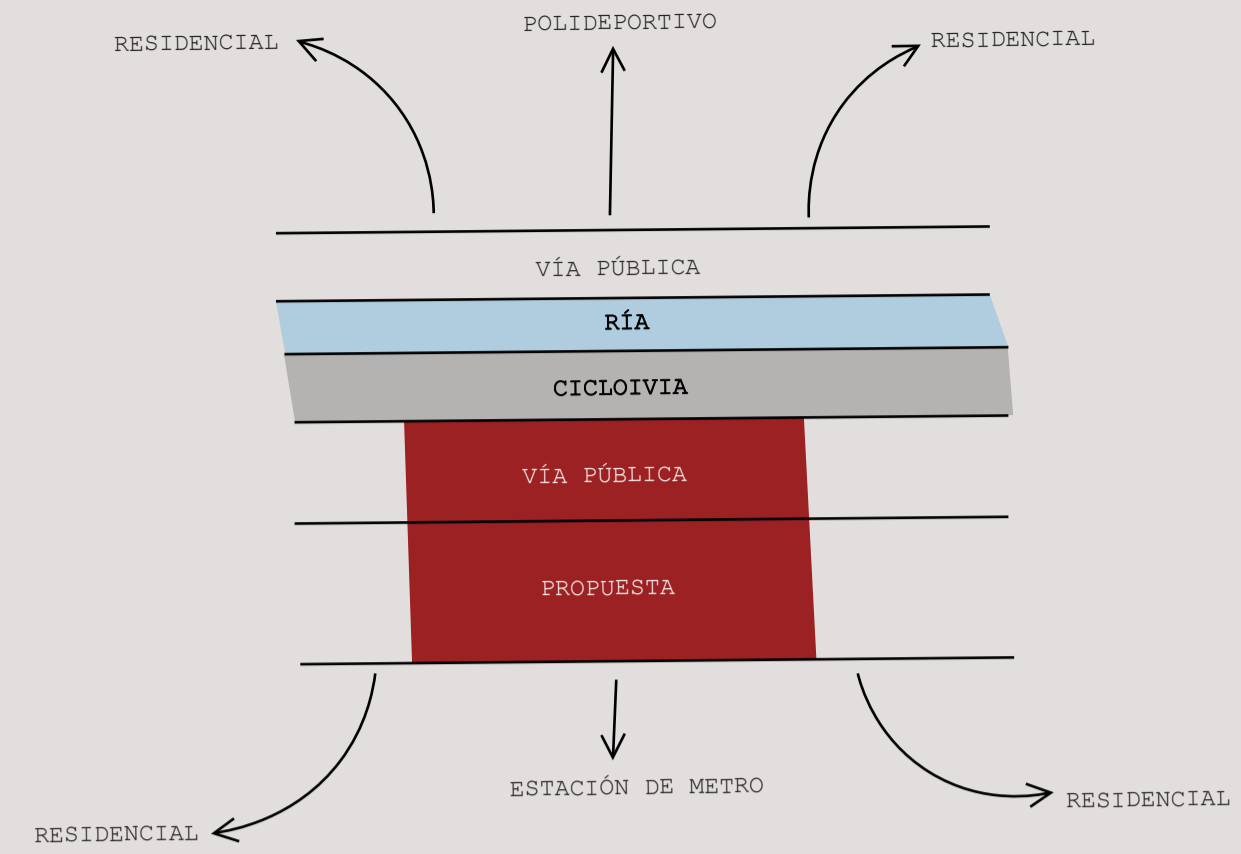 POLIDEPORTIVO
RESIDENCIAL
RESIDENCIAL
VÍA PÚBLICA
RÍA
CICLOIVIA
VÍA PÚBLICA
PROPUESTA
ESTACIÓN DE METRO
RESIDENCIAL
RESIDENCIAL